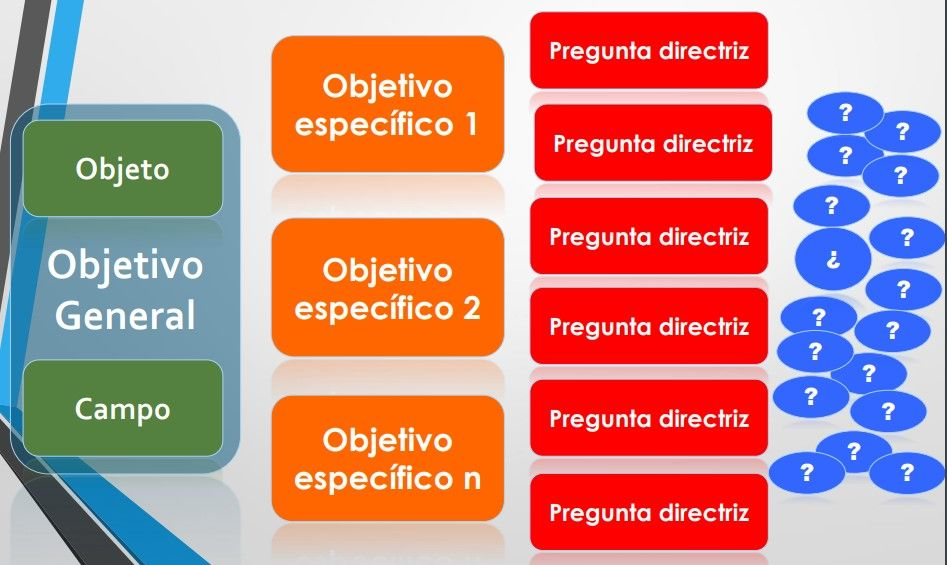 Objeto
Objetivo
General
Campo
Objetivo
específico 1
Objetivo
específico 2
Objetivo
específico n
Pregunta directriz
Pregunta directriz
Pregunta directriz
Pregunta directriz
Pregunta directriz
Pregunta directriz
?
?
?
?
?
?
¿
?
?
?
?
?
?
?
?
?
?